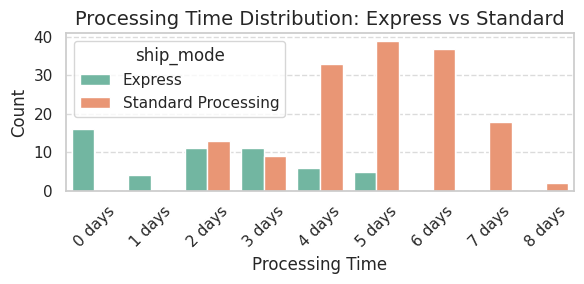 Processing Time Distribution: Express vs Standard
40
30
20
10
0
Count
ship_mode
Express
Standard Processing
0 days
1 days
2 days
3 days
4 days
5 days
6 days
7 days
8 days
Processing Time